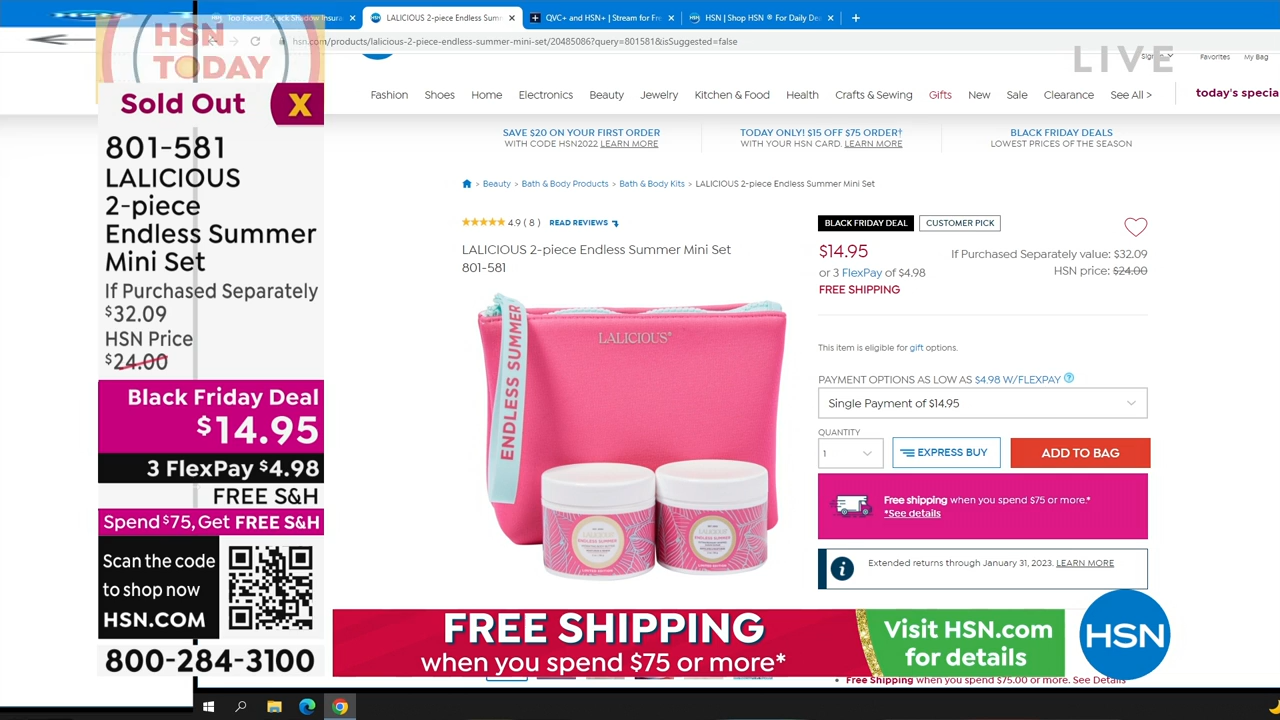 Too Faced 2-pack Shadow Insura
LALICIOUS 2-piece Endless Summ
QVC+ and HSN+ | Stream for Fre
HSN | Shop HSN ® For Daily De
hsn.com/products/lalicious-2-piece-endless-summer-mini-set/20485086?query=801581&isSuggested=false
HSN
TODAY
LIVE
Favorites
My Bag
Fashion
Shoes
Home
Electronics
Beauty
Jewelry
Kitchen & Food
Health
Crafts & Sewing
Gifts
New
Sale
Clearance
See All >
today's specia
SAVE $20 ON YOUR FIRST ORDER
WITH CODE HSN2022 LEARN MORE
TODAY ONLY! $15 OFF $75 ORDER†
WITH YOUR HSN CARD. LEARN MORE
BLACK FRIDAY DEALS
LOWEST PRICES OF THE SEASON
Sold Out
X
801-581
LALICIOUS
2-piece
Endless Summer
Mini Set
If Purchased Separately
$32.09
HSN Price
$24.00
Black Friday Deal
$14.95
3 FlexPay $4.98
FREE S&H
Spend $75, Get FREE S&H
Scan the code
to shop now
HSN.COM
800-284-3100
> Beauty > Bath & Body Products > Bath & Body Kits > LALICIOUS 2-piece Endless Summer Mini Set
4.9 ( 8 ) READ REVIEWS
LALICIOUS 2-piece Endless Summer Mini Set
801-581
LALICIOUS
ENDLESS SUMMER
ENDLESS SUMMER
ENDLESS SUMMER
BLACK FRIDAY DEAL
CUSTOMER PICK
$14.95
or 3 FlexPay of $4.98
FREE SHIPPING
If Purchased Separately value: $32.09
HSN price: $24.00
This item is eligible for gift options.
PAYMENT OPTIONS AS LOW AS $4.98 W/FLEXPAY ?
Single Payment of $14.95
QUANTITY
1
EXPRESS BUY
ADD TO BAG
Free shipping when you spend $75 or more.*
*See details
Extended returns through January 31, 2023. LEARN MORE
FREE SHIPPING
when you spend $75 or more*
Visit HSN.com
for details
HSN
Free Shipping when you spend $75.00 or more. See Details